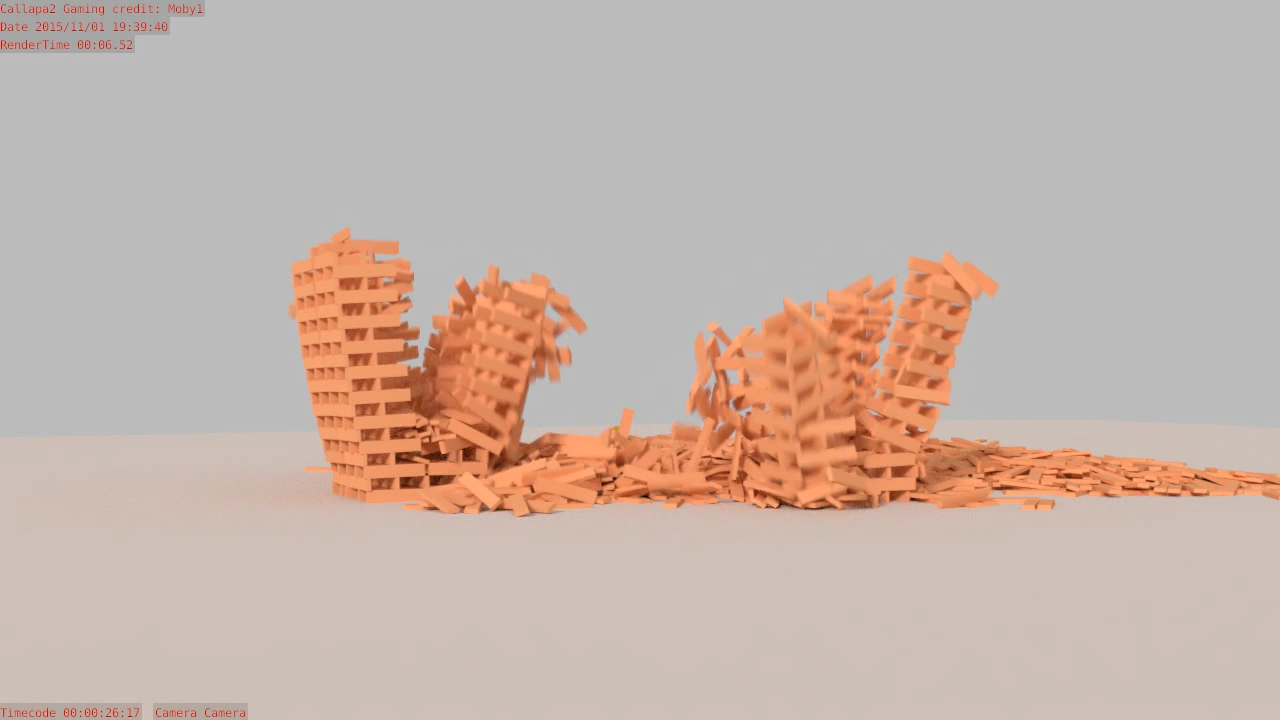 Callapa2 Gaming credit: Moby1
Date 2015/11/01 19:39:40
RenderTime 00:06.52
Timecode 00:00:26:17 Camera Camera